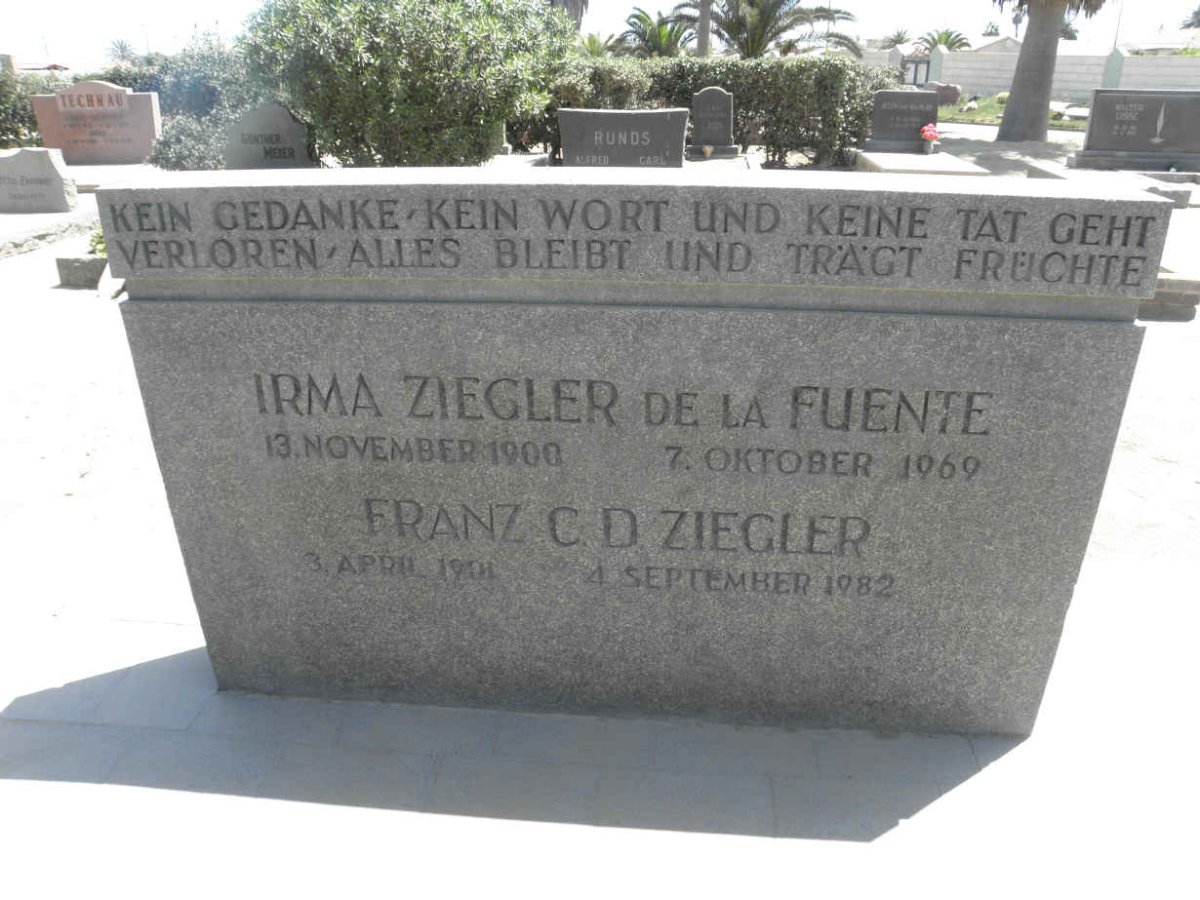 TECHNAU
GÜNTHER
MEIER
RUNDS
ALFRED CARL
WALTER
KEIN GEDANKE, KEIN WORT UND KEINE TAT GEHT
VERLOREN, ALLES BLEIBT UND TRÄGT FRÜCHTE
IRMA ZIEGLER DE LA FUENTE
13. NOVEMBER 1900 7. OKTOBER 1969
FRANZ C. D. ZIEGLER
3. APRIL 1901 4. SEPTEMBER 1982